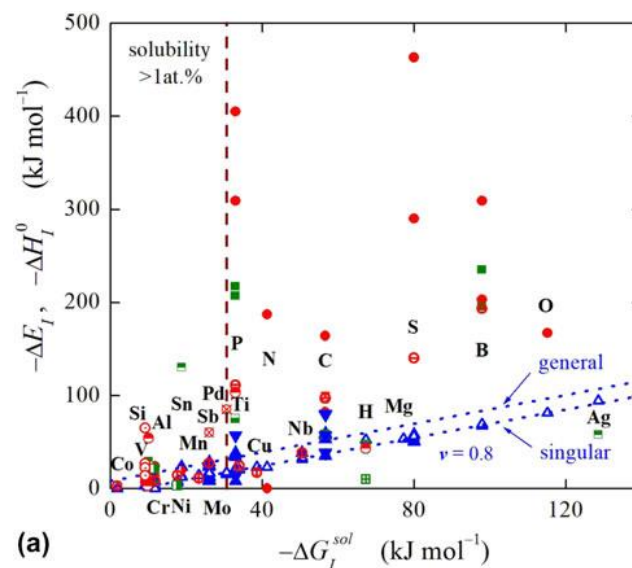 500
400
300
200
100
0
−ΔE_I, −ΔH_I^0 (kJ mol⁻¹)
solubility
>1at.%
P
N
C
S
B
O
general
Sn
Pd
Ti
Si
Al
Sb
H
Mg
V
Mn
Nb
Cu
Ag
Co
ν = 0.8
singular
Cr
Ni
Mo
0
40
80
120
(a)
−ΔG_I^sol (kJ mol⁻¹)